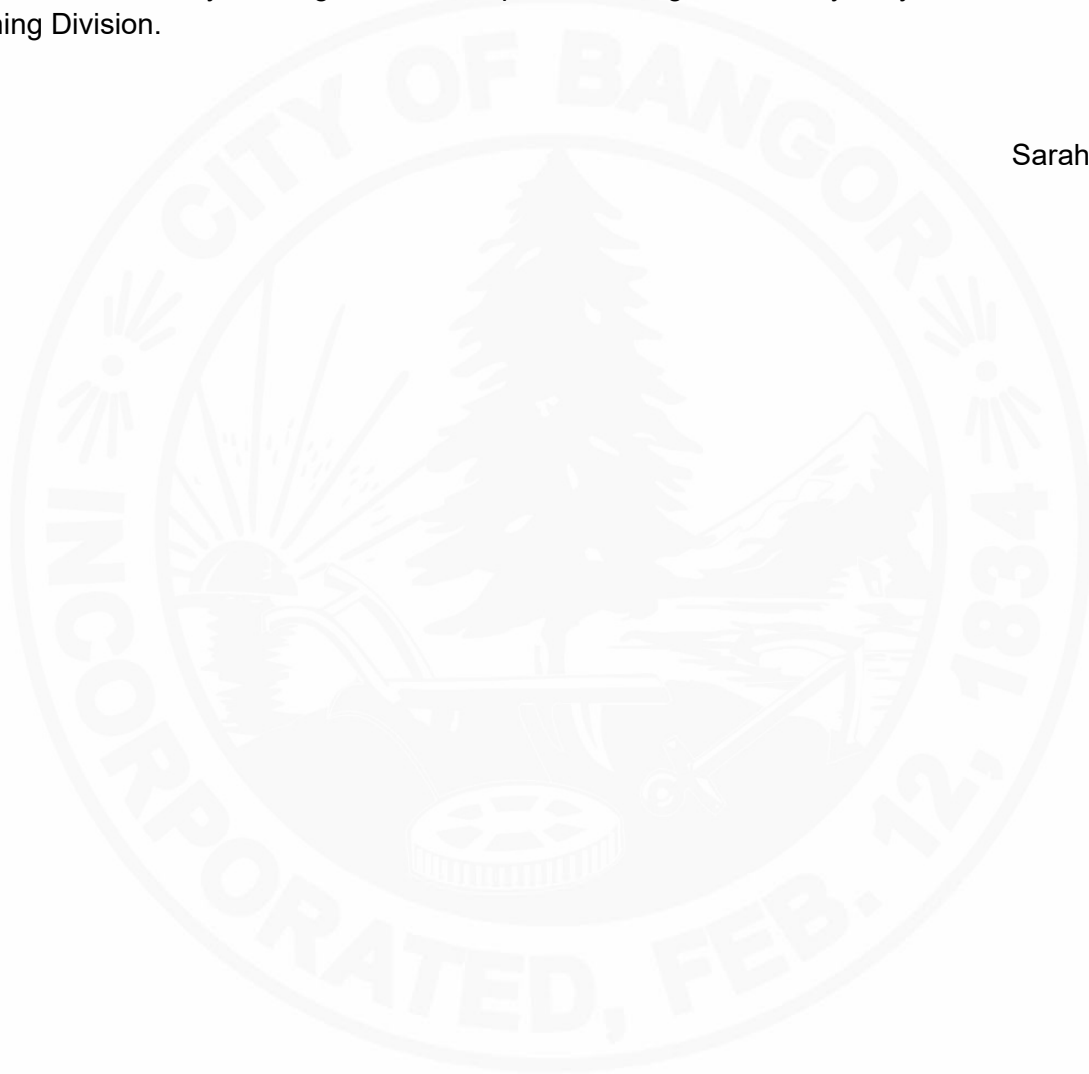 ning Division.
Sarah
CITY OF BANGOR
INCORPORATED, FEB. 12, 1834